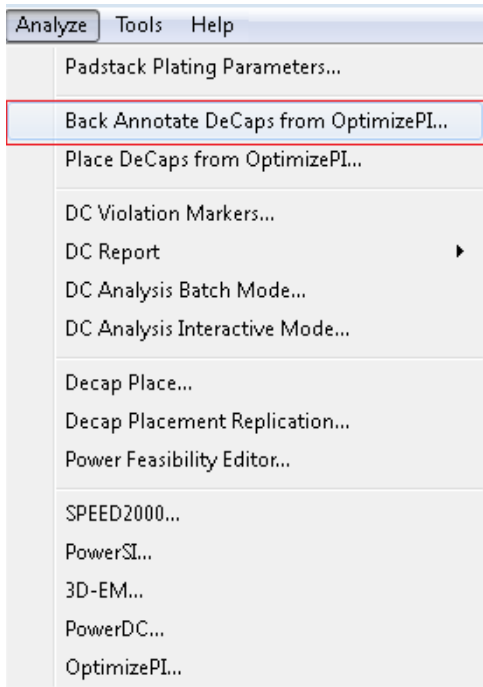 Analyze Tools Help
Padstack Plating Parameters...
Back Annotate DeCaps from OptimizePI...
Place DeCaps from OptimizePI...
DC Violation Markers...
DC Report
DC Analysis Batch Mode...
DC Analysis Interactive Mode...
Decap Place...
Decap Placement Replication...
Power Feasibility Editor...
SPEED2000...
PowerSI...
3D-EM...
PowerDC...
OptimizePI...